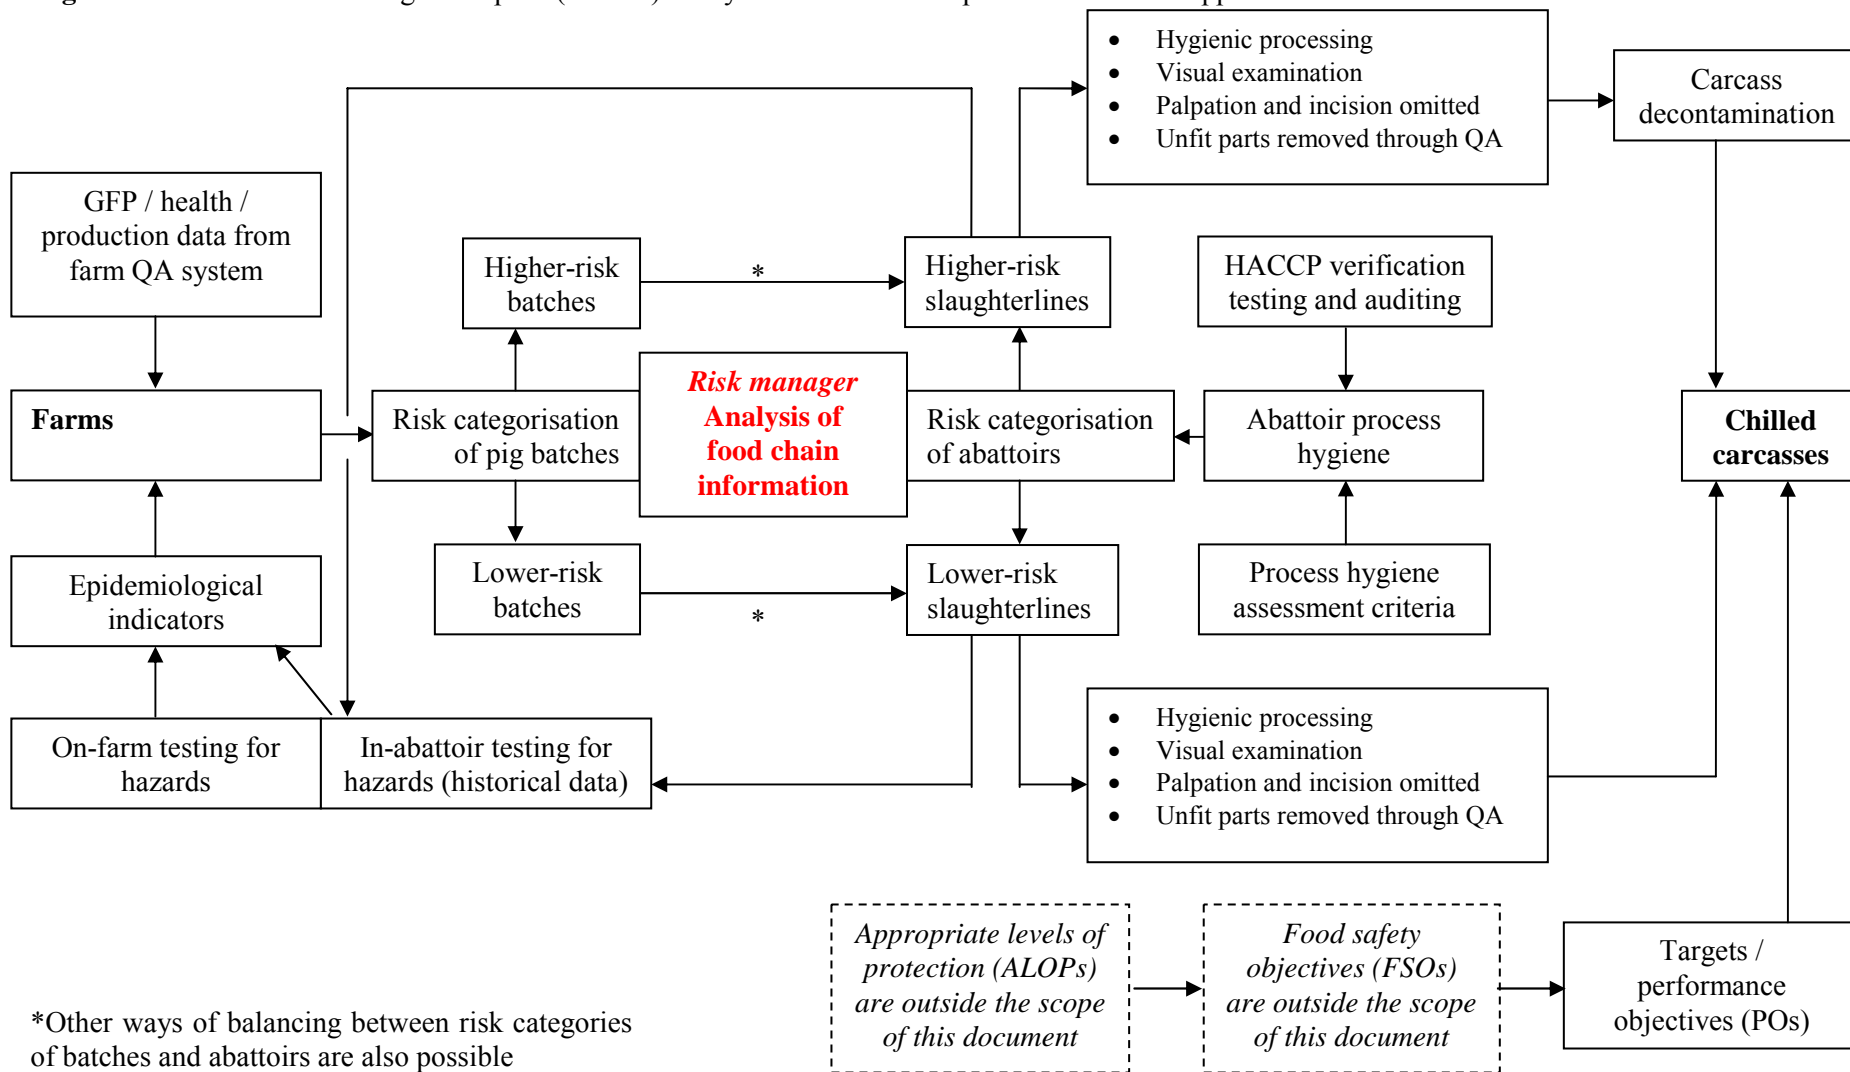 • Hygienic processing
• Visual examination
• Palpation and incision omitted
• Unfit parts removed through QA
Carcass
decontamination
GFP / health /
production data from
farm QA system
Higher-risk
batches
*
Higher-risk
slaughterlines
HACCP verification
testing and auditing
Farms
Risk categorisation
of pig batches
Risk manager
Analysis of
food chain
information
Risk categorisation
of abattoirs
Abattoir process
hygiene
Chilled
carcasses
Epidemiological
indicators
Lower-risk
batches
*
Lower-risk
slaughterlines
Process hygiene
assessment criteria
On-farm testing for
hazards
In-abattoir testing for
hazards (historical data)
• Hygienic processing
• Visual examination
• Palpation and incision omitted
• Unfit parts removed through QA
Appropriate levels of
protection (ALOPs)
are outside the scope
of this document
Food safety
objectives (FSOs)
are outside the scope
of this document
Targets /
performance
objectives (POs)
*Other ways of balancing between risk categories
of batches and abattoirs are also possible